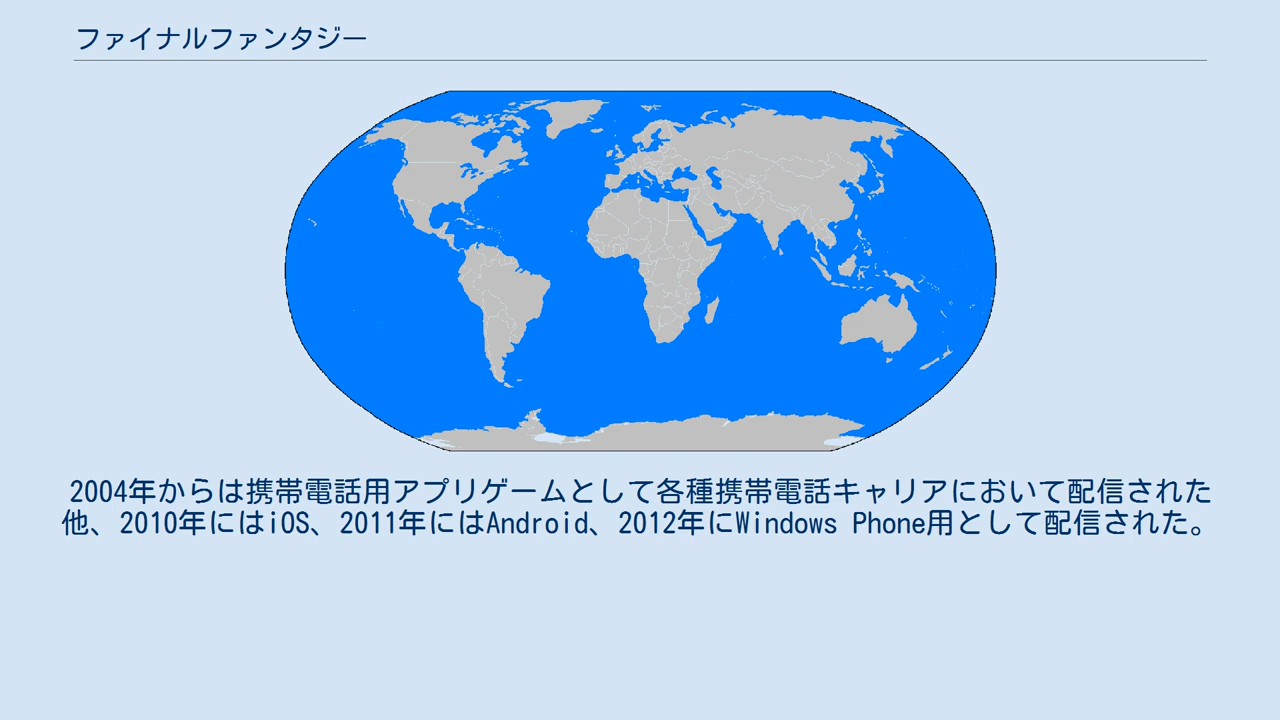 ファイナルファンタジー
2004年からは携帯電話用アプリゲームとして各種携帯電話キャリアにおいて配信された
他、2010年にはiOS、2011年にはAndroid、2012年にWindows Phone用として配信された。